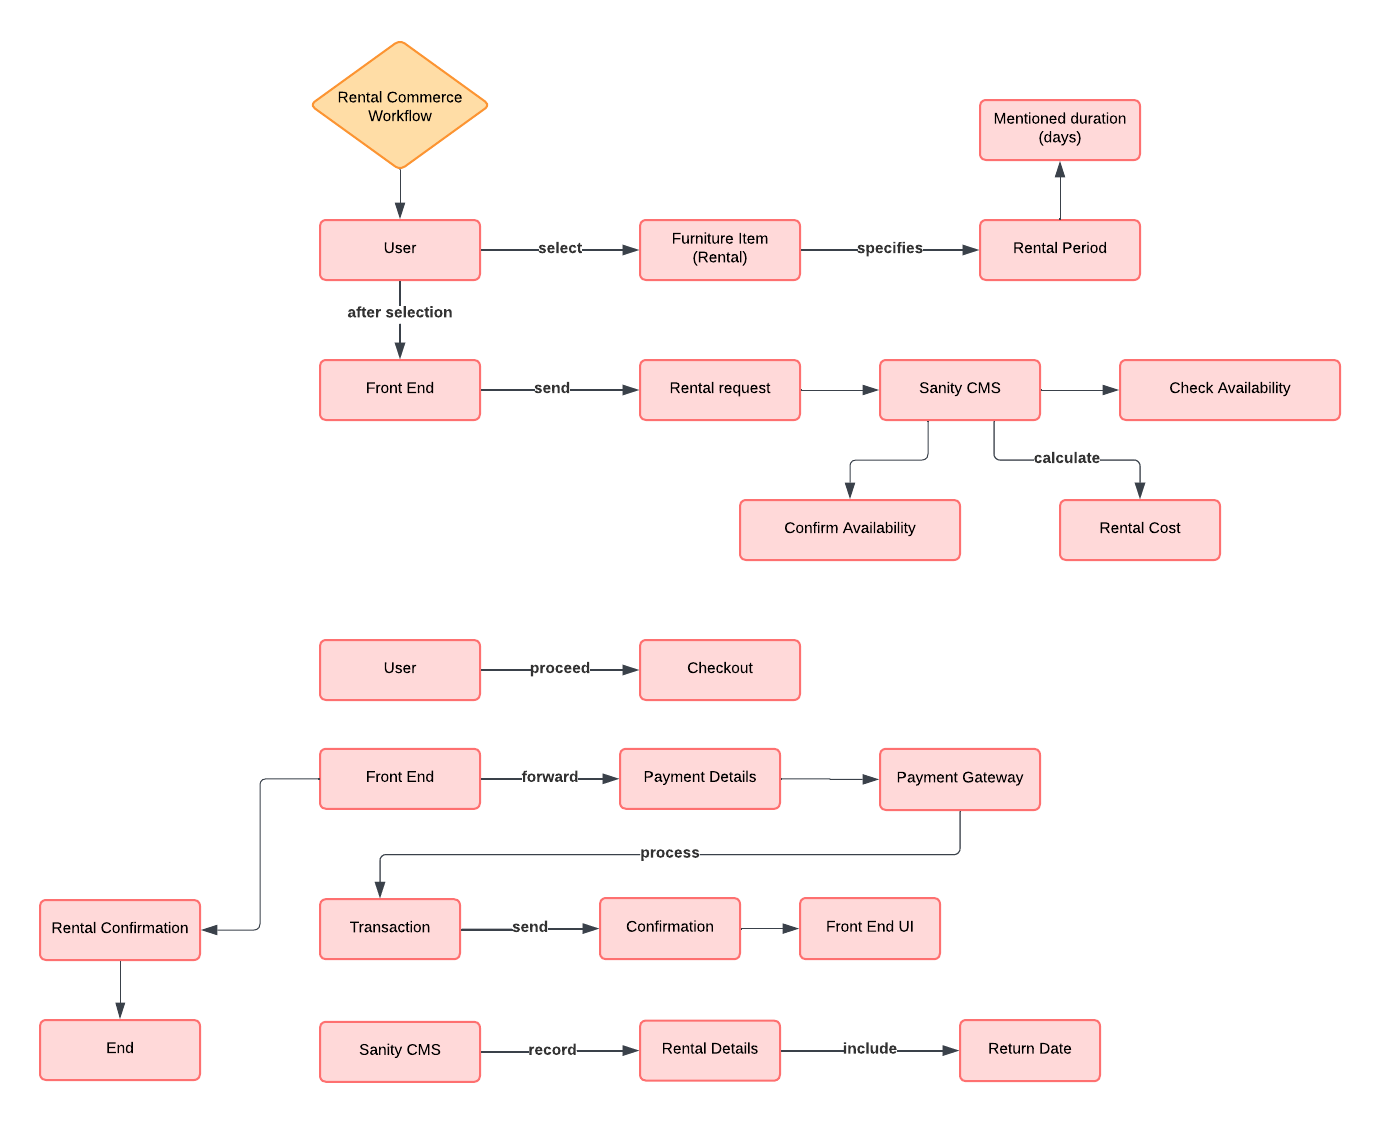 Rental Commerce
Workflow
Mentioned duration
(days)
User
select
Furniture Item
(Rental)
specifies
Rental Period
after selection
Front End
send
Rental request
Sanity CMS
Check Availability
calculate
Confirm Availability
Rental Cost
User
proceed
Checkout
Front End
forward
Payment Details
Payment Gateway
process
Rental Confirmation
Transaction
send
Confirmation
Front End UI
End
Sanity CMS
record
Rental Details
include
Return Date